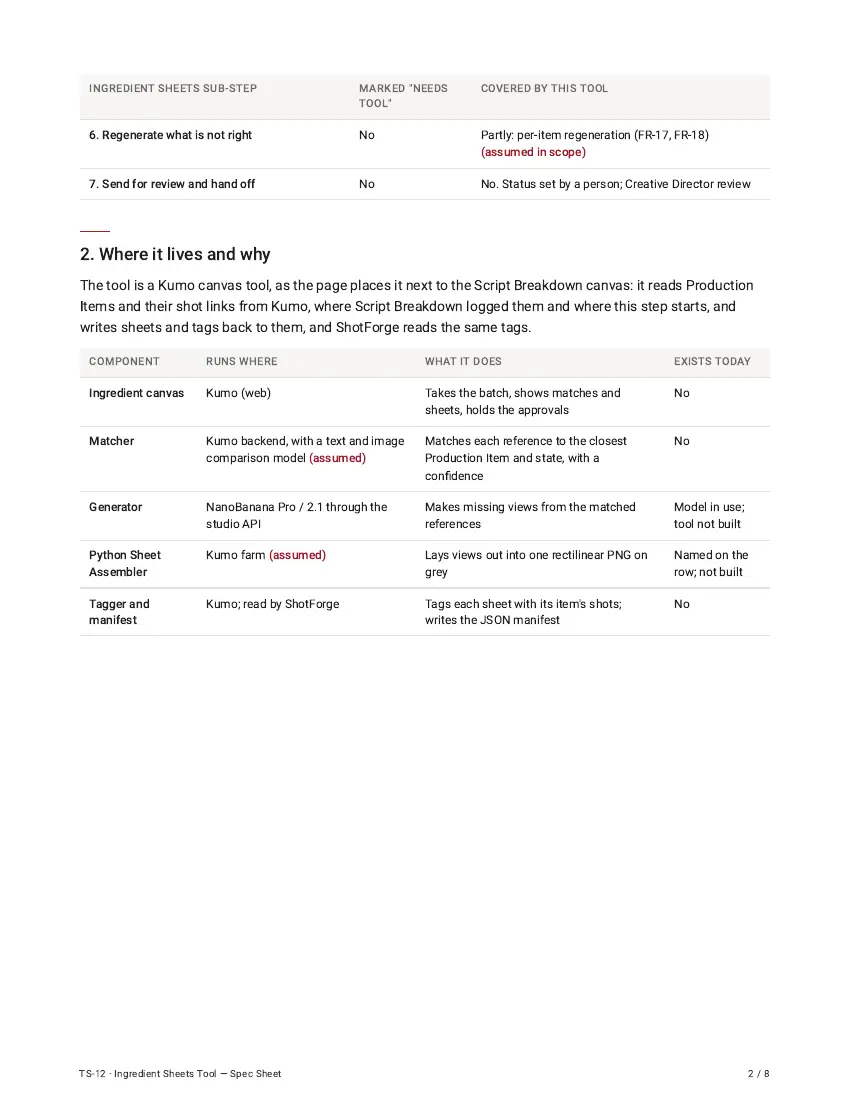 INGREDIENT SHEETS SUB-STEP MARKED "NEEDS TOOL" COVERED BY THIS TOOL
6. Regenerate what is not right No Partly: per-item regeneration (FR-17, FR-18)
(assumed in scope)
7. Send for review and hand off No No. Status set by a person; Creative Director review
2. Where it lives and why
The tool is a Kumo canvas tool, as the page places it next to the Script Breakdown canvas: it reads Production
Items and their shot links from Kumo, where Script Breakdown logged them and where this step starts, and
writes sheets and tags back to them, and ShotForge reads the same tags.
COMPONENT RUNS WHERE WHAT IT DOES EXISTS TODAY
Ingredient canvas Kumo (web) Takes the batch, shows matches and No
sheets, holds the approvals
Matcher Kumo backend, with a text and image Matches each reference to the closest No
comparison model (assumed) Production Item and state, with a
confidence
Generator NanoBanana Pro / 2.1 through the Makes missing views from the matched Model in use;
studio API references tool not built
Python Sheet Kumo farm (assumed) Lays views out into one rectilinear PNG on Named on the
Assembler grey row; not built
Tagger and Kumo; read by ShotForge Tags each sheet with its item's shots; No
manifest writes the JSON manifest
TS-12 · Ingredient Sheets Tool — Spec Sheet 2 / 8